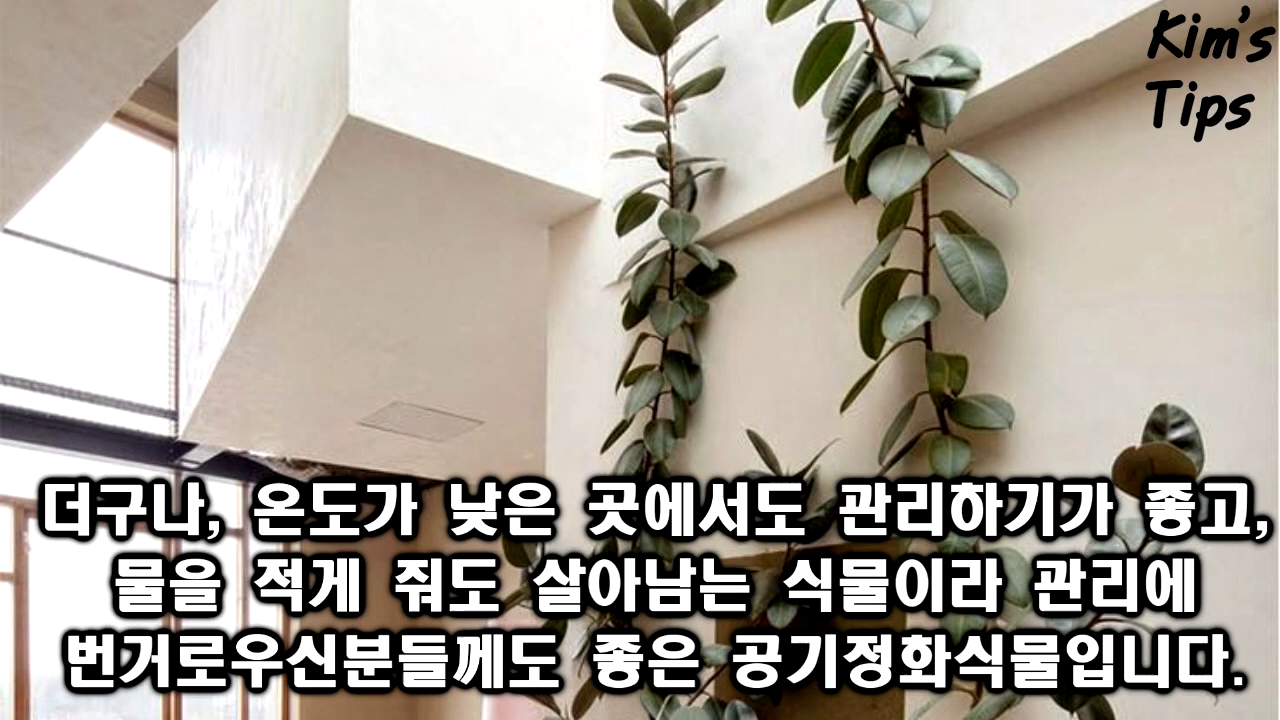 Kim's
Tips
더구나, 온도가 낮은 곳에서도 관리하기가 좋고,
물을 적게 줘도 살아남는 식물이라 관리에
번거로우신분들께도 좋은 공기정화식물입니다.